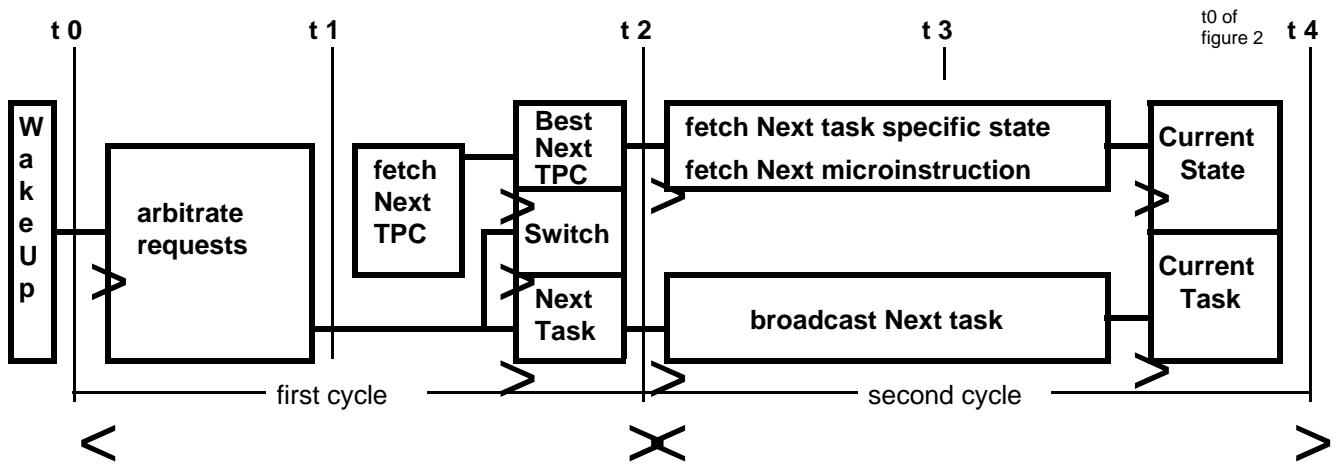 t 0
t 1
t 2
t 3
t0 of
figure 2
t 4
WakeUp
arbitrate
requests
fetch
Next
TPC
Best
Next
TPC
Switch
Next
Task
fetch Next task specific state
fetch Next microinstruction
broadcast Next task
Current
State
Current
Task
first cycle
second cycle